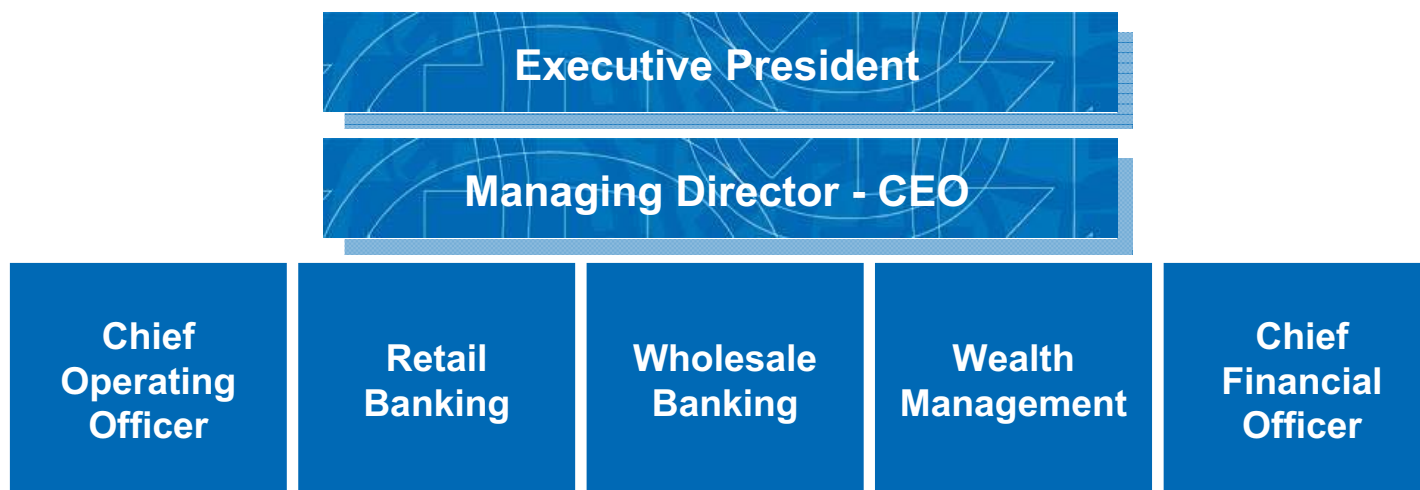 Executive President
Managing Director - CEO
Chief
Operating
Officer
Retail
Banking
Wholesale
Banking
Wealth
Management
Chief
Financial
Officer